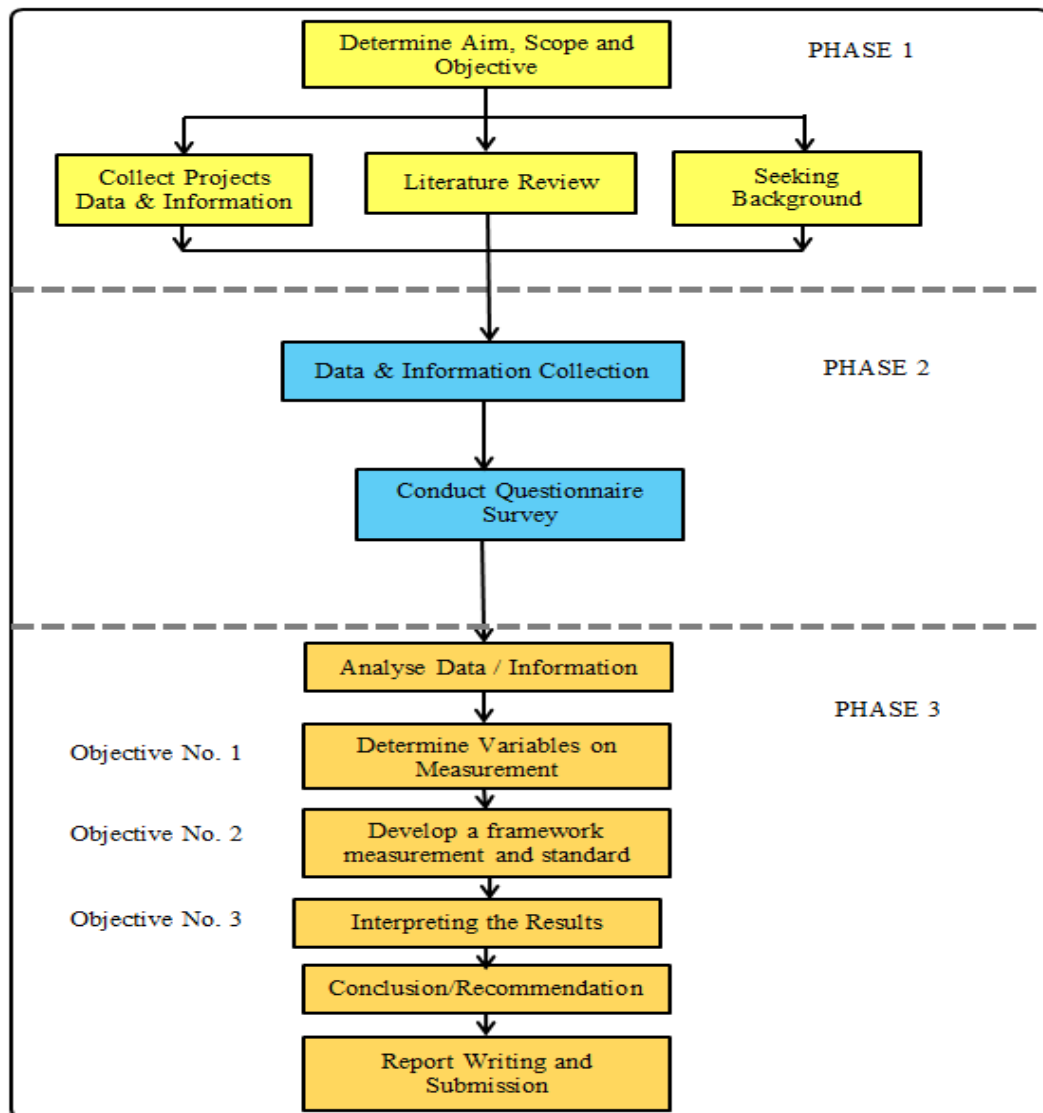 Determine Aim, Scope and
Objective
PHASE 1
Collect Projects
Data & Information
Literature Review
Seeking
Background
Data & Information Collection
PHASE 2
Conduct Questionnaire
Survey
Analyse Data / Information
PHASE 3
Objective No. 1
Determine Variables on
Measurement
Objective No. 2
Develop a framework
measurement and standard
Objective No. 3
Interpreting the Results
Conclusion/Recommendation
Report Writing and
Submission